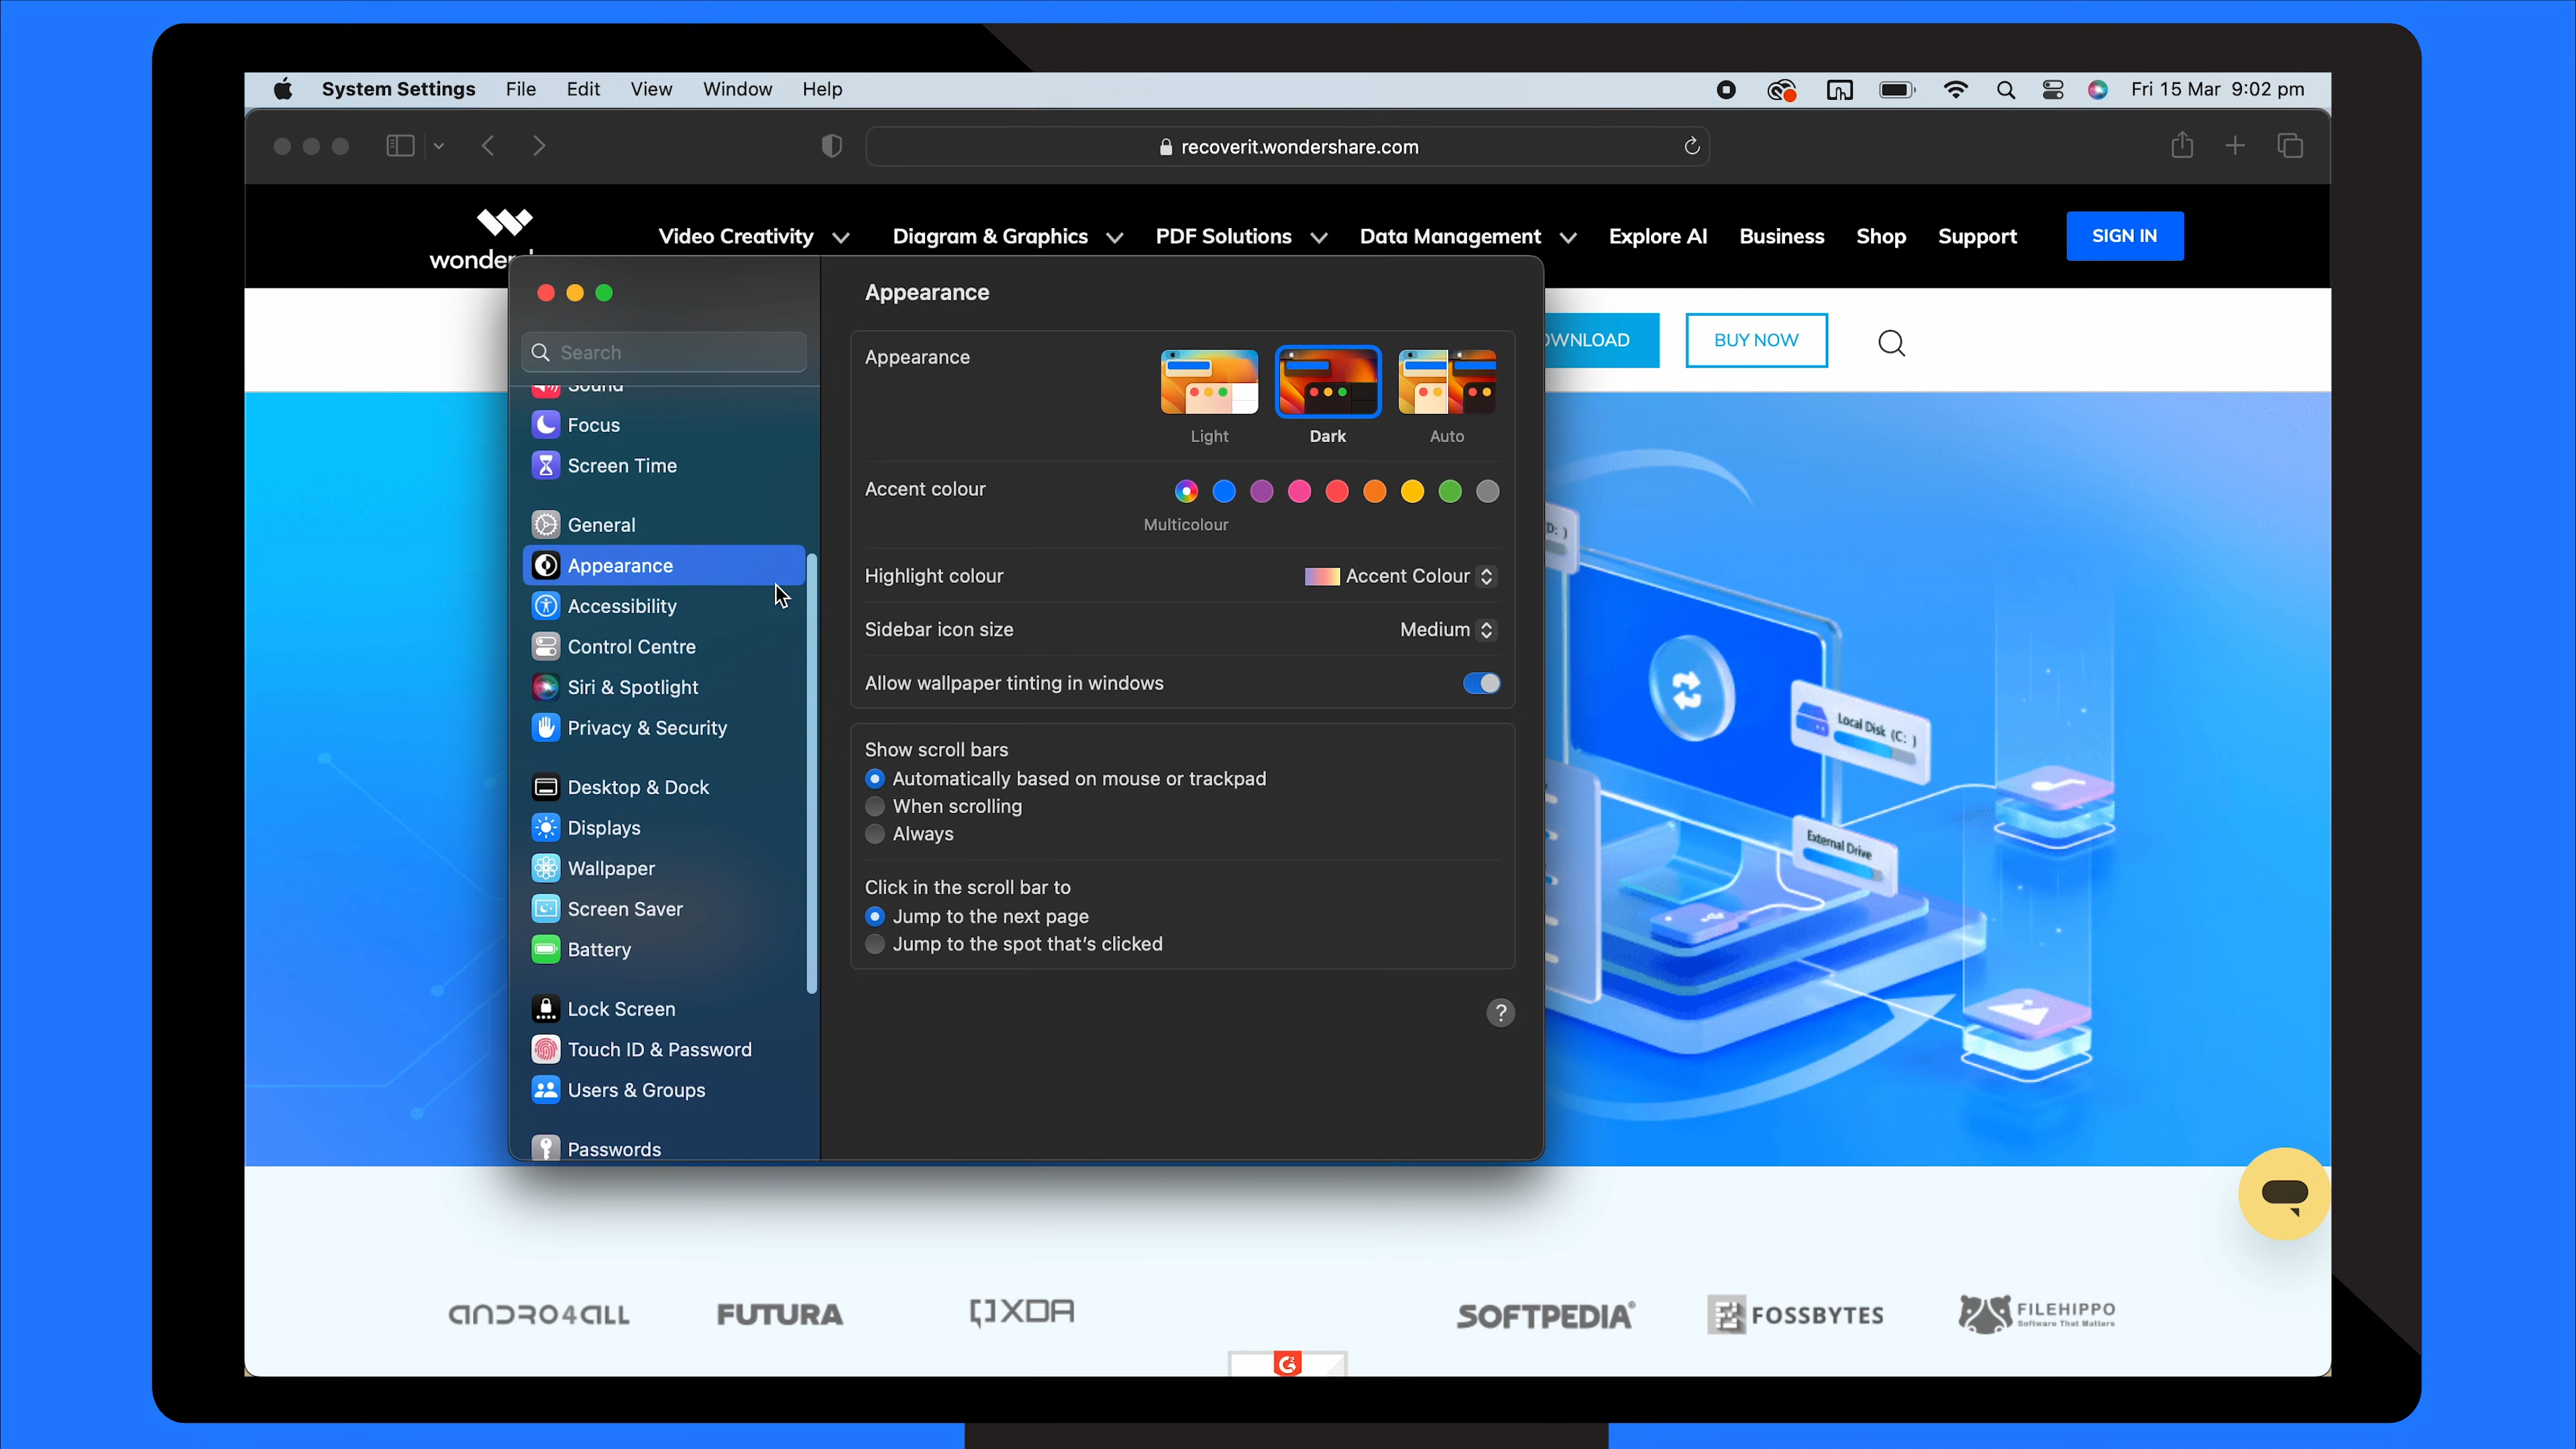 System Settings File Edit View Window Help Fri 15 Mar 9:02 pm
recoverit.wondershare.com
Video Creativity Diagram & Graphics PDF Solutions Data Management Explore AI Business Shop Support SIGN IN
Appearance
Search
Sound
Focus
Screen Time
General
Appearance
Accessibility
Control Centre
Siri & Spotlight
Privacy & Security
Desktop & Dock
Displays
Wallpaper
Screen Saver
Battery
Lock Screen
Touch ID & Password
Users & Groups
Passwords
Appearance
Light Dark Auto
Accent colour
Multicolour
Highlight colour Accent Colour
Sidebar icon size Medium
Allow wallpaper tinting in windows
Show scroll bars
Automatically based on mouse or trackpad
When scrolling
Always
Click in the scroll bar to
Jump to the next page
Jump to the spot that's clicked
?
BUY NOW
D: )
Local Disk (C: )
External Drive
ANDRO4ALL FUTURA XDA SOFTPEDIA® FOSSBYTES FILEHIPPO
Software That Matters